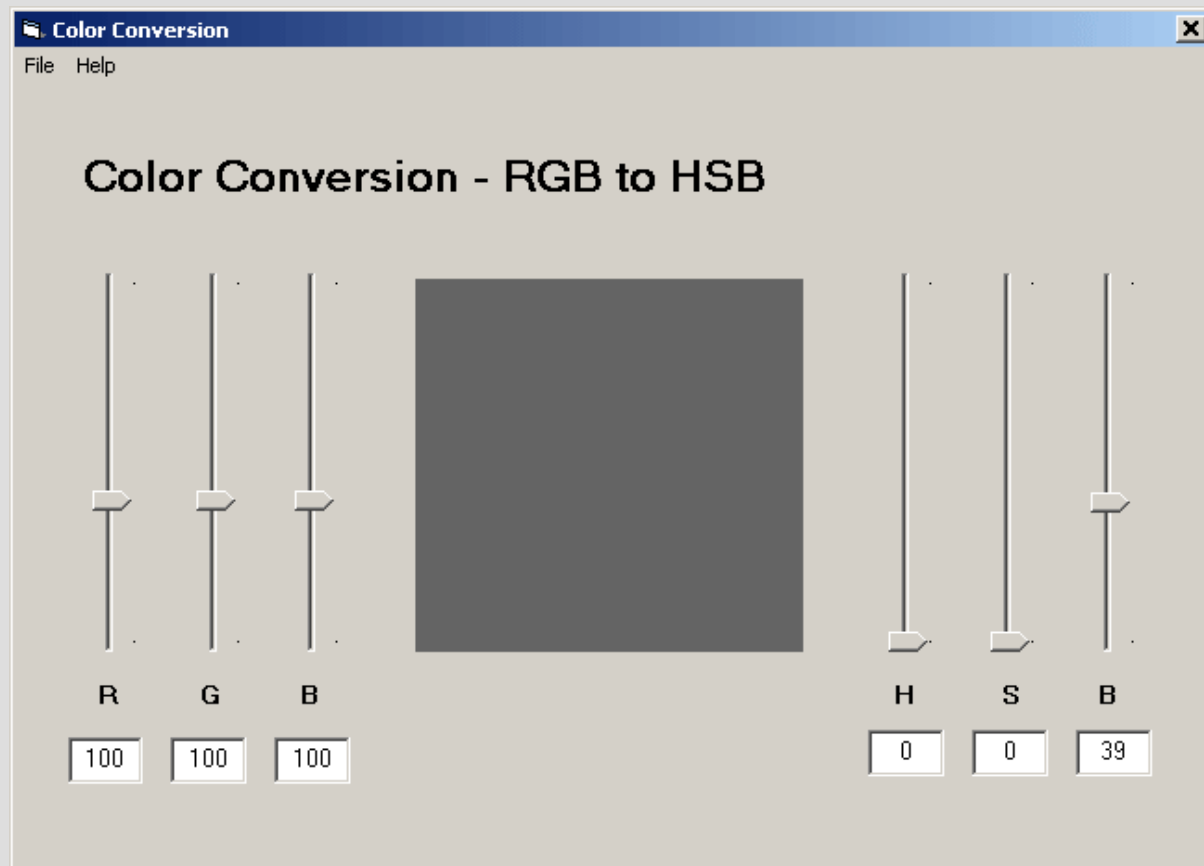 Color Conversion
File Help
Color Conversion - RGB to HSB
R G B H S B
100 100 100 0 0 39